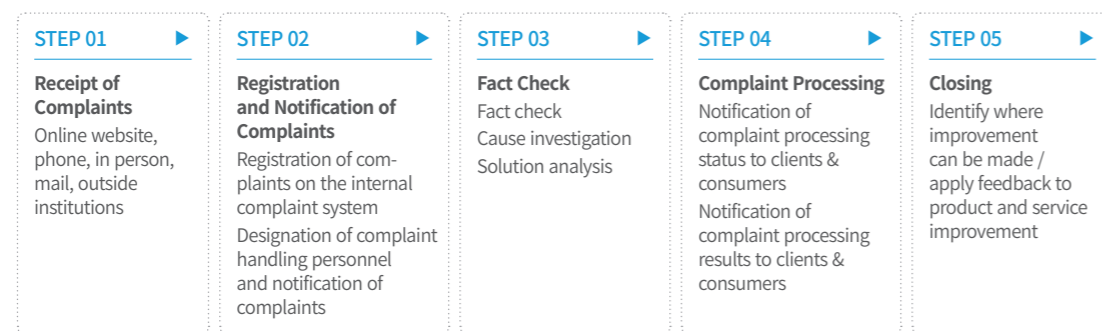 STEP 01
Receipt of
Complaints
Online website,
phone, in person,
mail, outside
institutions
STEP 02
Registration
and Notification of
Complaints
Registration of com-
plaints on the internal
complaint system
Designation of complaint
handling personnel
and notification of
complaints
STEP 03
Fact Check
Fact check
Cause investigation
Solution analysis
STEP 04
Complaint Processing
Notification of
complaint processing
status to clients &
consumers
Notification of
complaint processing
results to clients &
consumers
STEP 05
Closing
Identify where
improvement
can be made /
apply feedback to
product and service
improvement